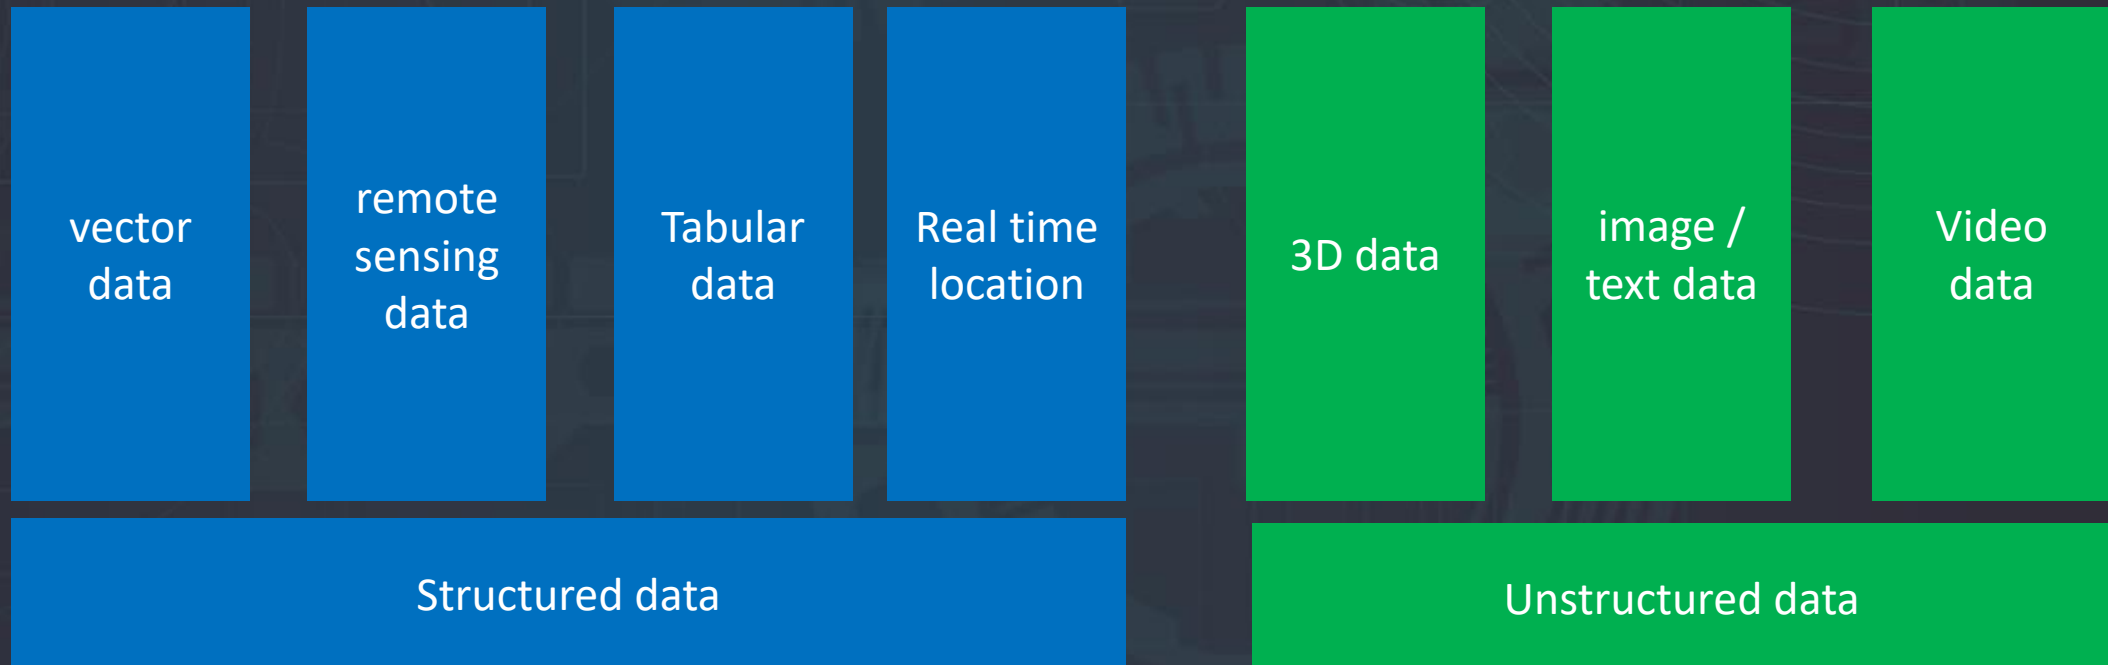 vector
data
remote
sensing
data
Tabular
data
Real time
location
3D data
image /
text data
Video
data
Structured data
Unstructured data